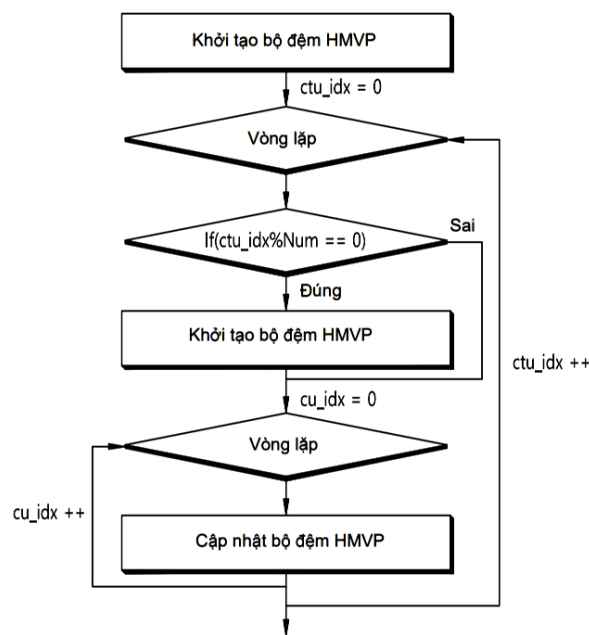 Khởi tạo bộ đệm HMVP
ctu_idx = 0
Vòng lặp
If(ctu_idx%Num == 0)
Sai
Đúng
Khởi tạo bộ đệm HMVP
ctu_idx ++
cu_idx = 0
Vòng lặp
cu_idx ++
Cập nhật bộ đệm HMVP